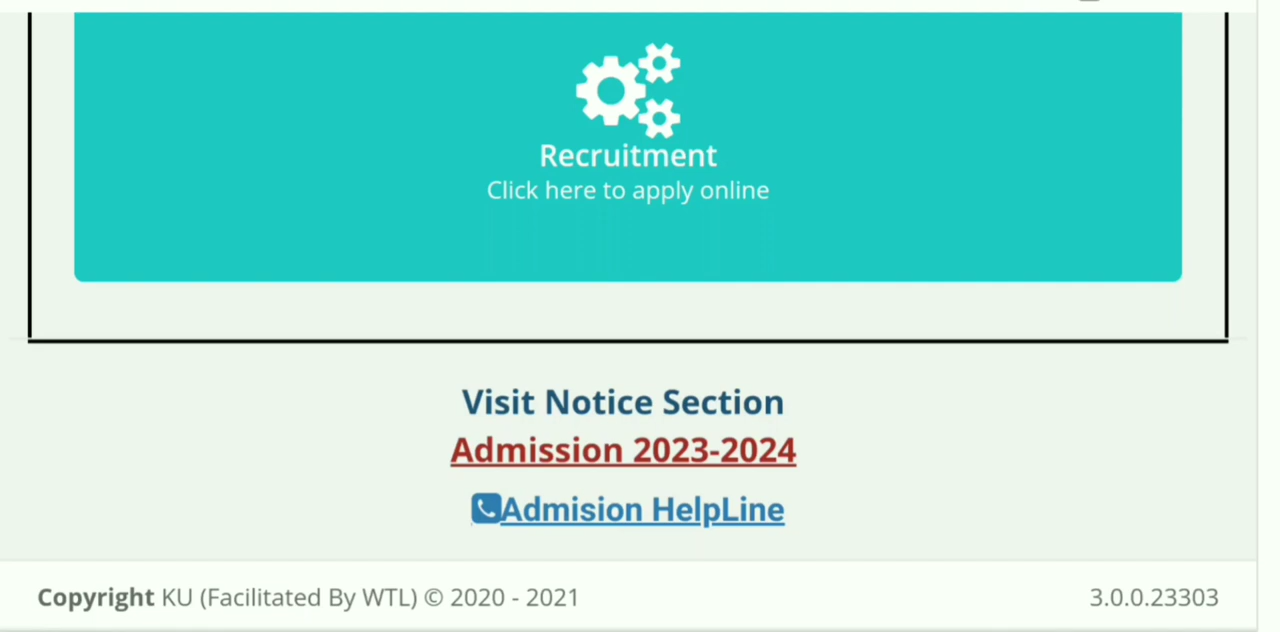 Recruitment
Click here to apply online
Visit Notice Section
Admission 2023-2024
Admision HelpLine
Copyright KU (Facilitated By WTL) © 2020 - 2021
3.0.0.23303